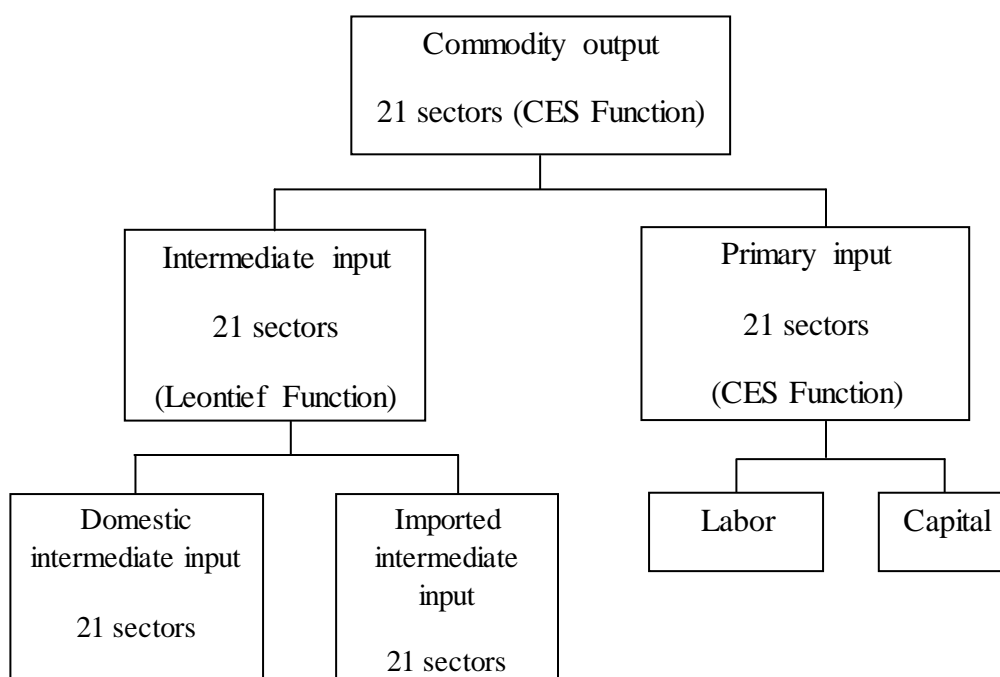 Commodity output
21 sectors (CES Function)
Intermediate input
21 sectors
(Leontief Function)
Primary input
21 sectors
(CES Function)
Domestic
intermediate input
21 sectors
Imported
intermediate
input
21 sectors
Labor
Capital